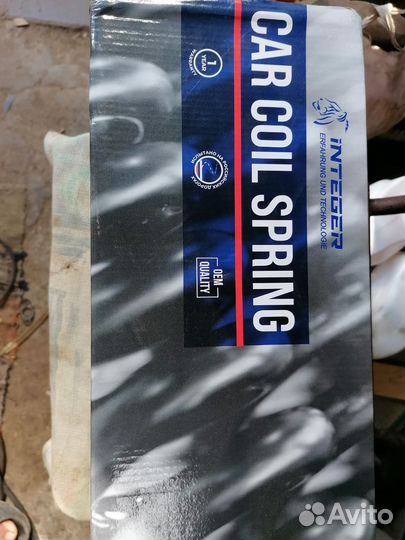 iNTEGER
ERFAHRUNG UND TECHNOLOGIE
CAR COIL SPRING
1
YEAR
WARRANTY
ИСПЫТАНО НА РОССИЙСКИХ ДОРОГАХ
OEM
QUALITY
Avito